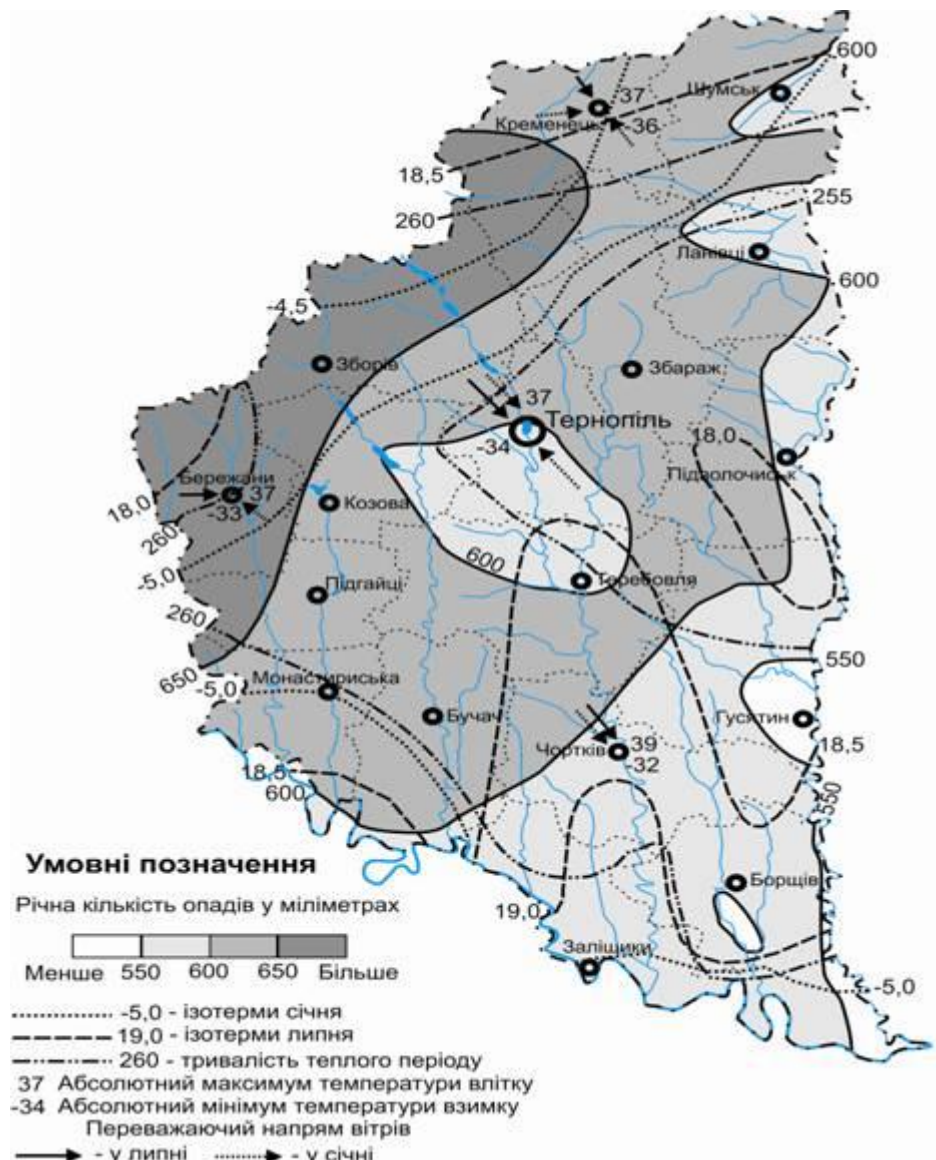 600
37
Шумськ
Кременець
-36
18,5
260
255
Ланівці
600
-4,5
Зборів
Збараж
37
Тернопіль
-34
18,0
Підволочиськ
Бережани
37
-33
18,0
Козова
260
-5,0
600
Теребовля
Підгайці
260
650
550
-5,0
Монастириська
Бучач
Гусятин
39
Чортків
-32
18,5
18,5
600
550
Борщів
19,0
Заліщики
-5,0
Умовні позначення
Річна кількість опадів у міліметрах
Менше 550 600 650 Більше
-5,0 - ізотерми січня
19,0 - ізотерми липня
260 - тривалість теплого періоду
37 Абсолютний максимум температури влітку
-34 Абсолютний мінімум температури взимку
Переважаючий напрям вітрів
- у липні - у січні